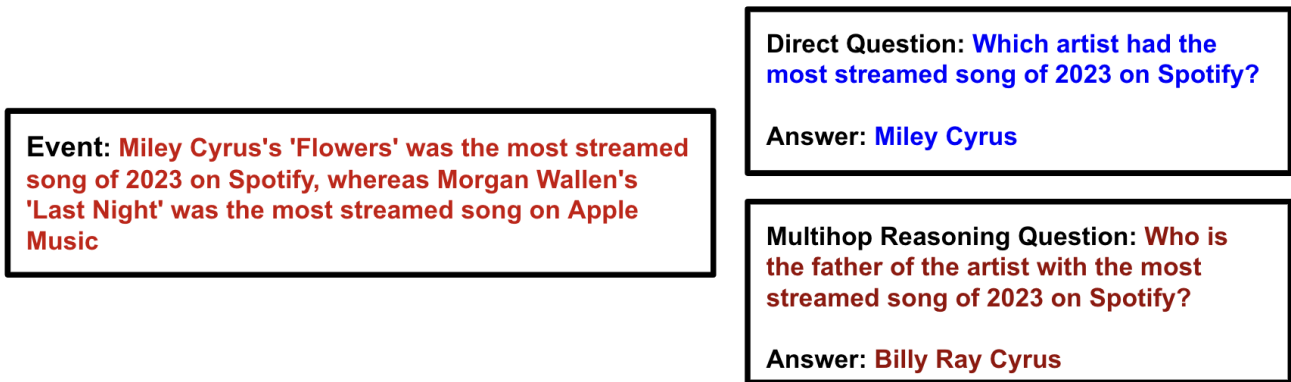 Event: Miley Cyrus's 'Flowers' was the most streamed
song of 2023 on Spotify, whereas Morgan Wallen's
'Last Night' was the most streamed song on Apple
Music
Direct Question: Which artist had the
most streamed song of 2023 on Spotify?
Answer: Miley Cyrus
Multihop Reasoning Question: Who is
the father of the artist with the most
streamed song of 2023 on Spotify?
Answer: Billy Ray Cyrus